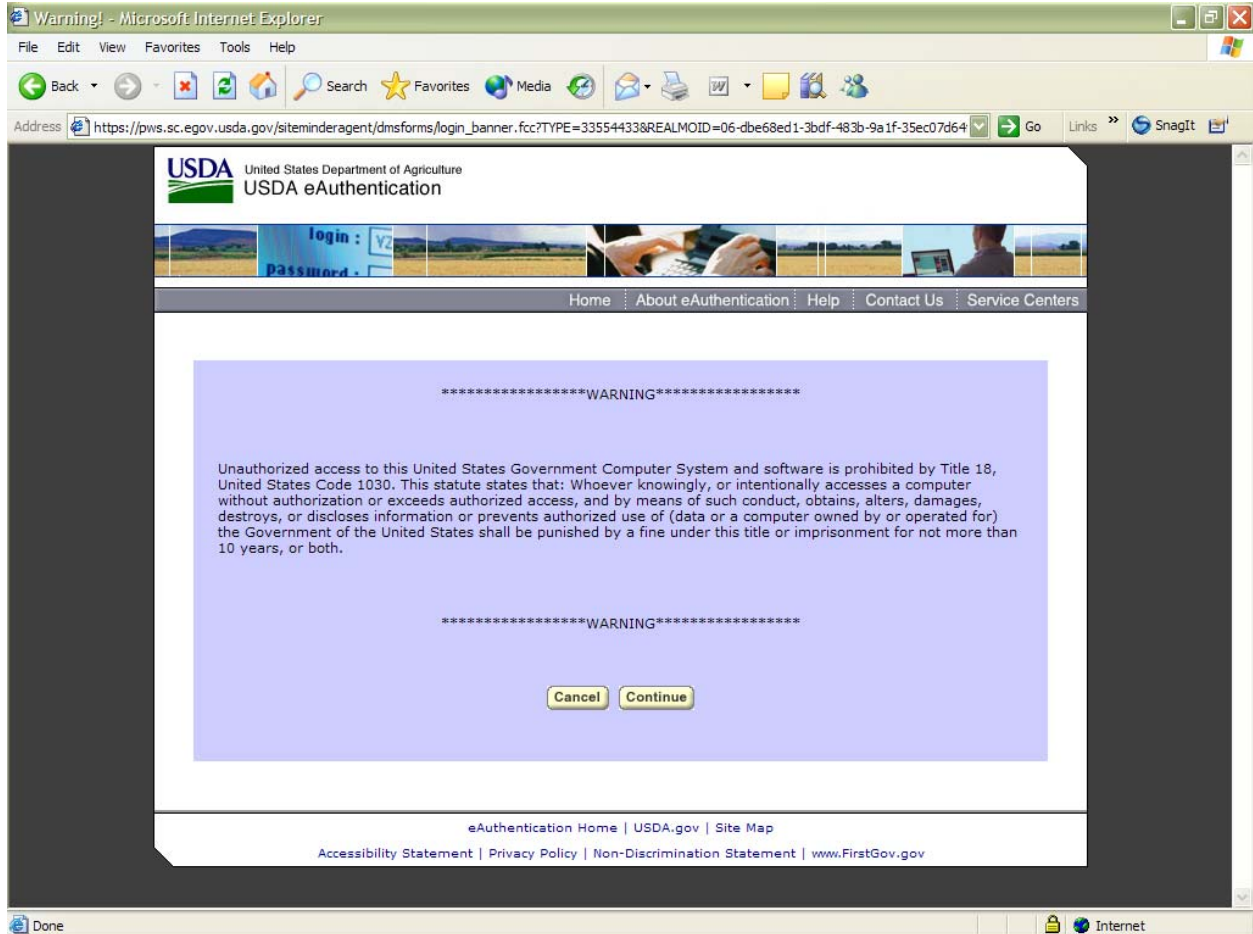 Warning! - Microsoft Internet Explorer
File Edit View Favorites Tools Help
Back Search Favorites Media
Address https://pws.sc.egov.usda.gov/siteminderagent/dmsforms/login_banner.fcc?TYPE=33554433&REALMOID=06-dbe68ed1-3bdf-483b-9a1f-35ec07d64 Go Links » SnagIt
USDA United States Department of Agriculture
USDA eAuthentication
login :
password :
Home About eAuthentication Help Contact Us Service Centers
*****************WARNING*****************
Unauthorized access to this United States Government Computer System and software is prohibited by Title 18,
United States Code 1030. This statute states that: Whoever knowingly, or intentionally accesses a computer
without authorization or exceeds authorized access, and by means of such conduct, obtains, alters, damages,
destroys, or discloses information or prevents authorized use of (data or a computer owned by or operated for)
the Government of the United States shall be punished by a fine under this title or imprisonment for not more than
10 years, or both.
*****************WARNING*****************
Cancel Continue
eAuthentication Home | USDA.gov | Site Map
Accessibility Statement | Privacy Policy | Non-Discrimination Statement | www.FirstGov.gov
Done Internet